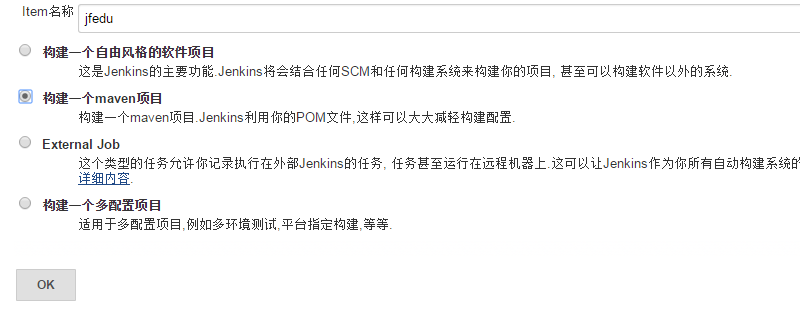 Item名称
jfedu
构建一个自由风格的软件项目
这是Jenkins的主要功能.Jenkins将会结合任何SCM和任何构建系统来构建你的项目, 甚至可以构建软件以外的系统.
构建一个maven项目
构建一个maven项目.Jenkins利用你的POM文件,这样可以大大减轻构建配置.
External Job
这个类型的任务允许你记录执行在外部Jenkins的任务, 任务甚至运行在远程机器上.这可以让Jenkins作为你所有自动构建系统的
详细内容.
构建一个多配置项目
适用于多配置项目,例如多环境测试,平台指定构建,等等.
OK